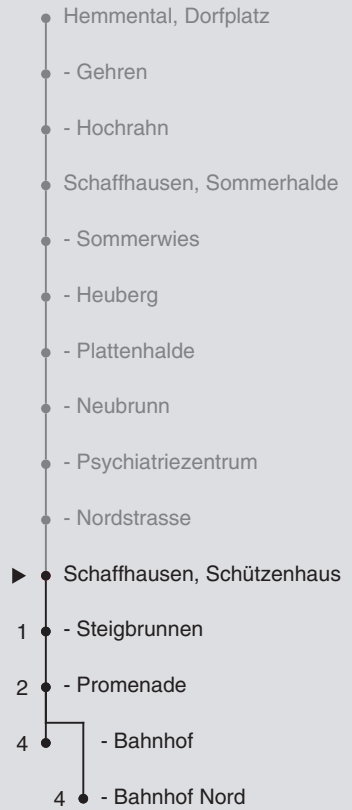 Hemmental, Dorfplatz
- Gehren
- Hochrahn
Schaffhausen, Sommerhalde
- Sommerwies
- Heuberg
- Plattenhalde
- Neubrunn
- Psychiatriezentrum
- Nordstrasse
Schaffhausen, Schützenhaus
1 - Steigbrunnen
2 - Promenade
4 - Bahnhof
4 - Bahnhof Nord